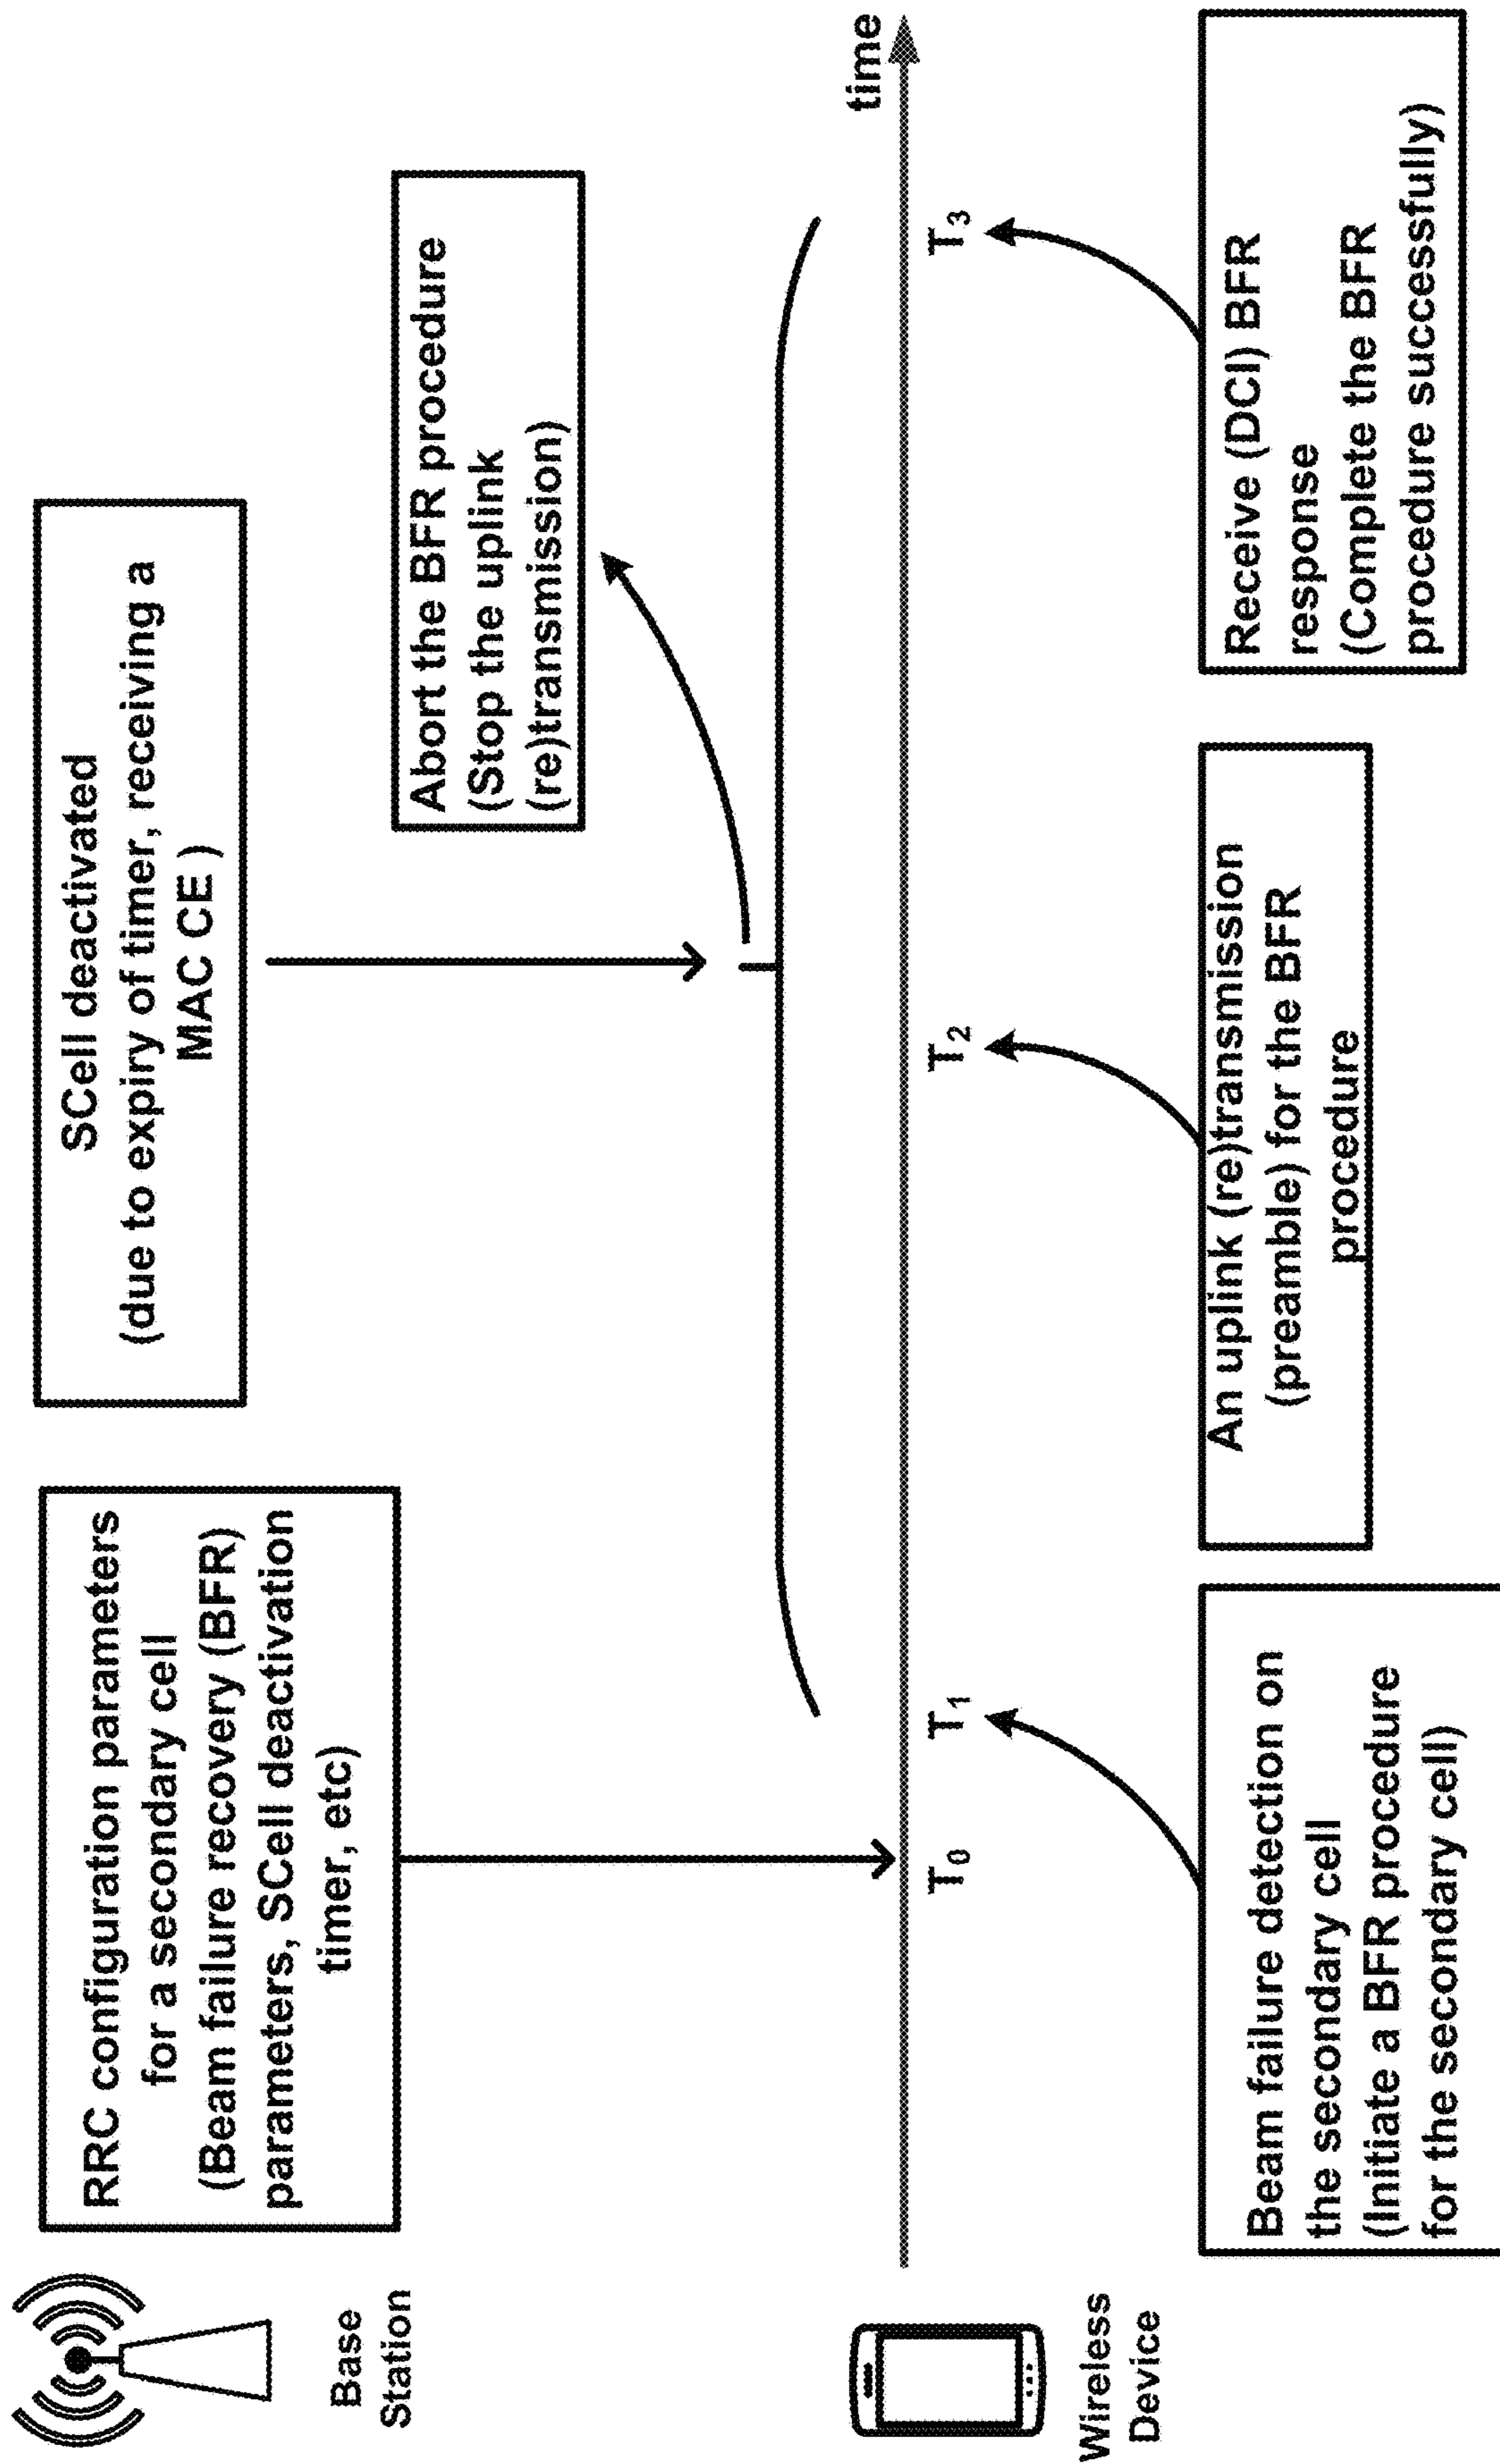 RRC configuration parameters
for a secondary cell
(Beam failure recovery (BFR)
parameters, SCell deactivation
timer, etc)
SCell deactivated
(due to expiry of timer, receiving a
MAC CE )
Abort the BFR procedure
(Stop the uplink
(re)transmission)
Base
Station
time
T0
T1
T2
T3
Wireless
Device
Beam failure detection on
the secondary cell
(Initiate a BFR procedure
for the secondary cell)
An uplink (re)transmission
(preamble) for the BFR
procedure
Receive (DCI) BFR
response
(Complete the BFR
procedure successfully)